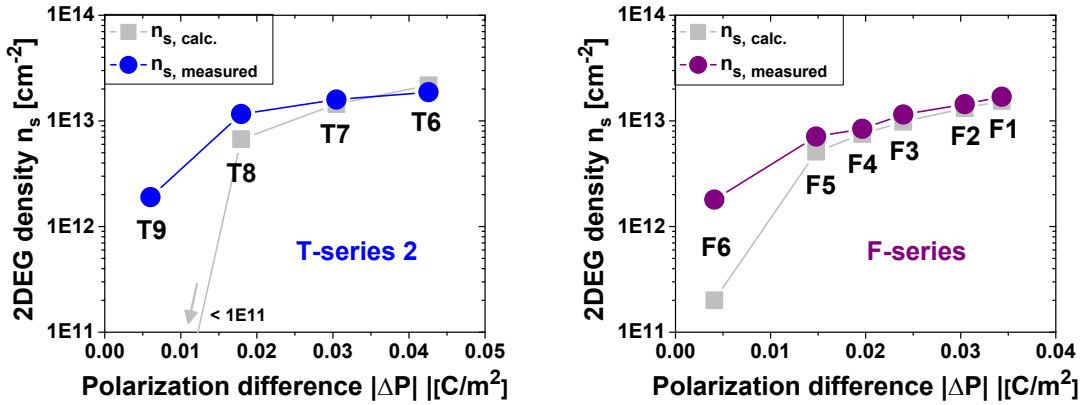 n_s, calc.
n_s, measured
1E14
1E13
1E12
1E11
2DEG density n_s [cm^-2]
T9
T8
T7
T6
T-series 2
< 1E11
0.00 0.01 0.02 0.03 0.04 0.05
Polarization difference |ΔP| |[C/m²]
n_s, calc.
n_s, measured
1E14
1E13
1E12
1E11
2DEG density n_s [cm^-2]
F6
F5
F4
F3
F2
F1
F-series
0.00 0.01 0.02 0.03 0.04
Polarization difference |ΔP| |[C/m²]